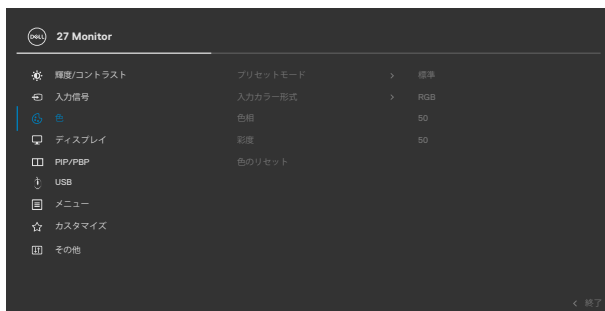 DELL 27 Monitor
輝度/コントラスト プリセットモード > 標準
入力信号 入力カラー形式 > RGB
色 色相 50
ディスプレイ 彩度 50
PIP/PBP 色のリセット
USB
メニュー
カスタマイズ
その他
< 終了